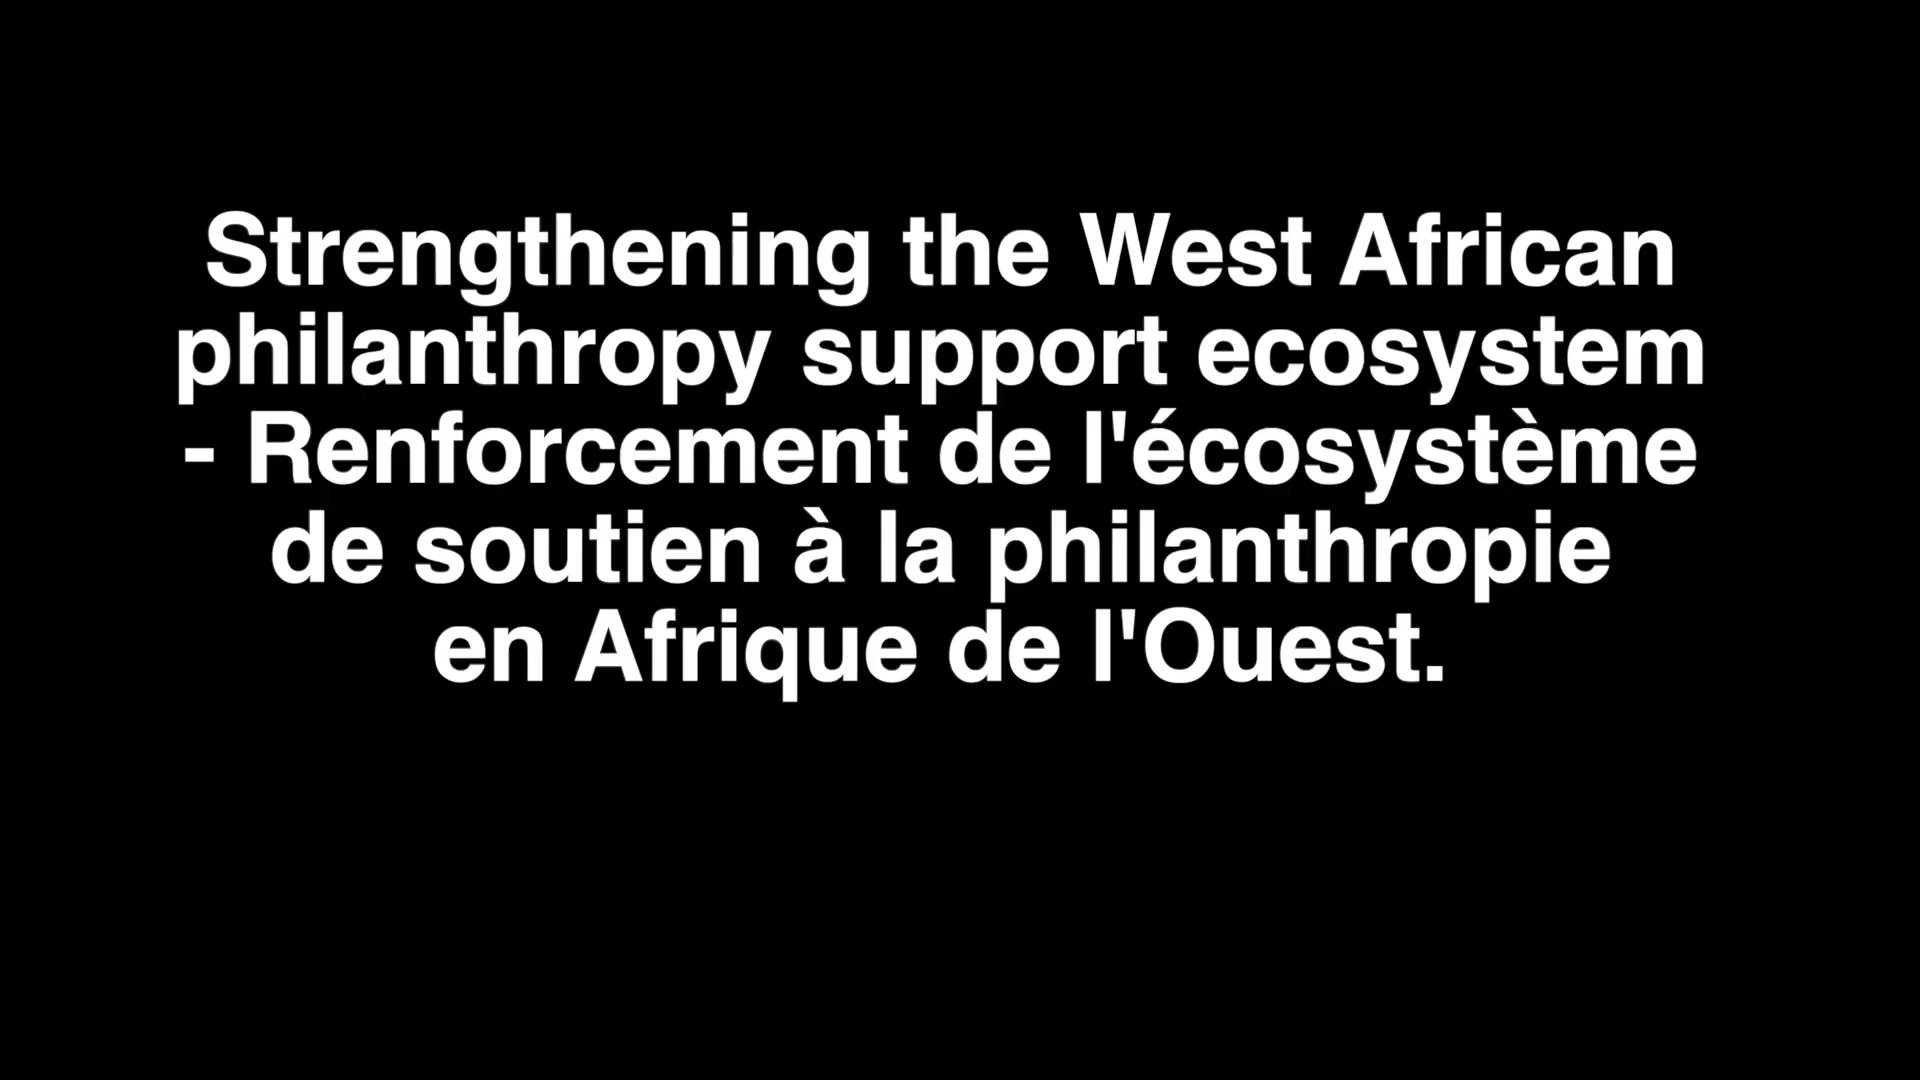 Strengthening the West African
philanthropy support ecosystem
- Renforcement de l'écosystème
de soutien à la philanthropie
en Afrique de l'Ouest.